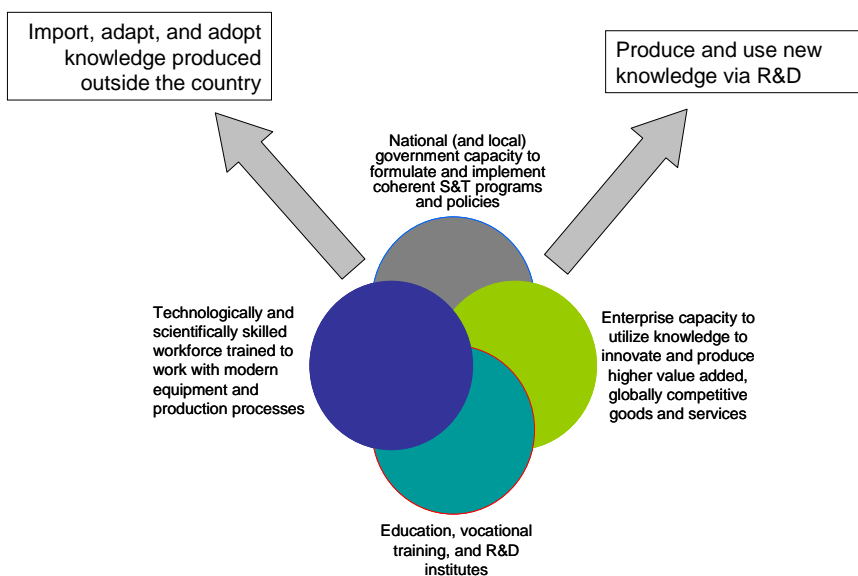 Import, adapt, and adopt
knowledge produced
outside the country
Produce and use new
knowledge via R&D
National (and local)
government capacity to
formulate and implement
coherent S&T programs
and policies
Technologically and
scientifically skilled
workforce trained to
work with modern
equipment and
production processes
Enterprise capacity to
utilize knowledge to
innovate and produce
higher value added,
globally competitive
goods and services
Education, vocational
training, and R&D
institutes